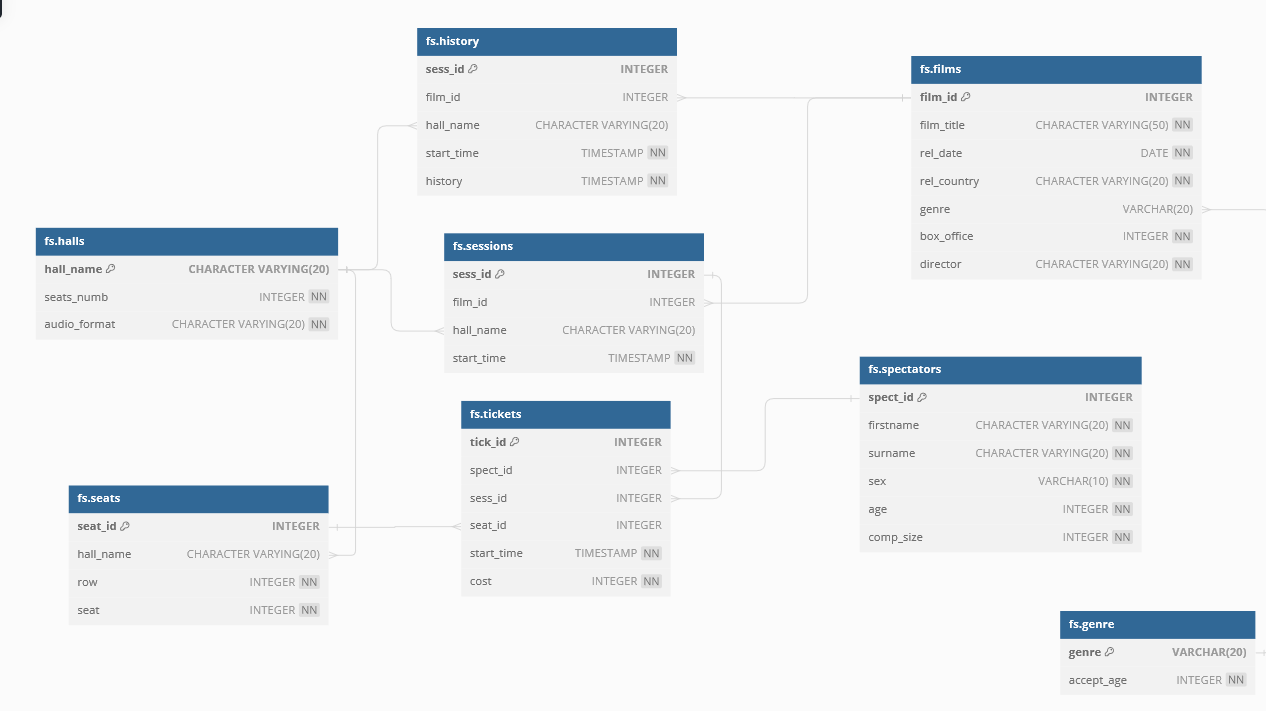 fs.history
sess_id INTEGER
film_id INTEGER
hall_name CHARACTER VARYING(20)
start_time TIMESTAMP NN
history TIMESTAMP NN
fs.films
film_id INTEGER
film_title CHARACTER VARYING(50) NN
rel_date DATE NN
rel_country CHARACTER VARYING(20) NN
genre VARCHAR(20)
box_office INTEGER NN
director CHARACTER VARYING(20) NN
fs.halls
hall_name CHARACTER VARYING(20)
seats_numb INTEGER NN
audio_format CHARACTER VARYING(20) NN
fs.sessions
sess_id INTEGER
film_id INTEGER
hall_name CHARACTER VARYING(20)
start_time TIMESTAMP NN
fs.spectators
spect_id INTEGER
firstname CHARACTER VARYING(20) NN
surname CHARACTER VARYING(20) NN
sex VARCHAR(10) NN
age INTEGER NN
comp_size INTEGER NN
fs.tickets
tick_id INTEGER
spect_id INTEGER
sess_id INTEGER
seat_id INTEGER
start_time TIMESTAMP NN
cost INTEGER NN
fs.seats
seat_id INTEGER
hall_name CHARACTER VARYING(20)
row INTEGER NN
seat INTEGER NN
fs.genre
genre VARCHAR(20)
accept_age INTEGER NN